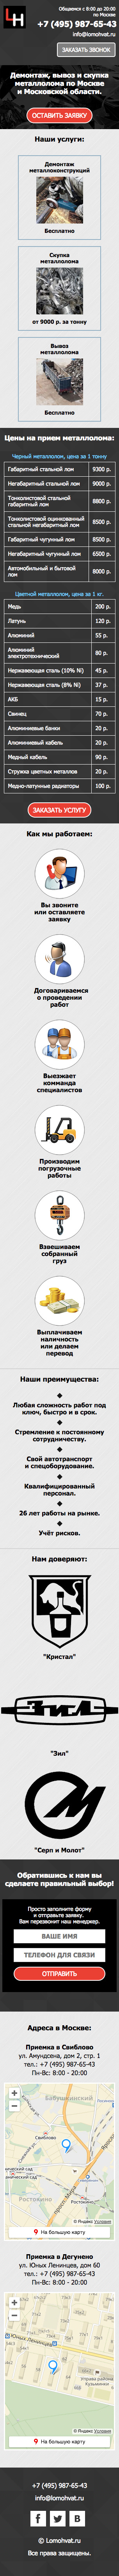 LH
Общаемся с 8:00 до 20:00
по Москве
+7 (495) 987-65-43
info@lomohvat.ru
ЗАКАЗАТЬ ЗВОНОК
Демонтаж, вывоз и скупка
металлолома по Москве
и Московской области.
ОСТАВИТЬ ЗАЯВКУ
Наши услуги:
Демонтаж
металлоконструкций
Бесплатно
Скупка
металлолома
от 9000 р. за тонну
Вывоз
металлолома
Бесплатно
Цены на прием металлолома:
Черный металлолом, цена за 1 тонну
Габаритный стальной лом 9300 р.
Негабаритный стальной лом 9000 р.
Тонколистовой стальной
габаритный лом 8800 р.
Тонколистовой оцинкованный
стальной негабаритный лом 8500 р.
Габаритный чугунный лом 8500 р.
Негабаритный чугунный лом 6500 р.
Автомобильный и бытовой
лом 8000 р.
Цветной металлолом, цена за 1 кг.
Медь 200 р.
Латунь 120 р.
Алюминий 55 р.
Алюминий
электротехнический 80 р.
Нержавеющая сталь (10% Ni) 45 р.
Нержавеющая сталь (8% Ni) 37 р.
АКБ 15 р.
Свинец 70 р.
Алюминиевые банки 20 р.
Алюминиевый кабель 20 р.
Медный кабель 90 р.
Стружка цветных металлов 20 р.
Медно-латунные радиаторы 100 р.
ЗАКАЗАТЬ УСЛУГУ
Как мы работаем:
Вы звоните
или оставляете
заявку
Договариваемся
о проведении
работ
Выезжает
комманда
специалистов
Производим
погрузочные
работы
Взвешиваем
собранный
груз
Выплачиваем
наличность
или делаем
перевод
Наши преимущества:
Любая сложность работ под
ключ, быстро и в срок.
Стремление к постоянному
сотрудничеству.
Свой автотранспорт
и спецоборудование.
Квалифицированный
персонал.
26 лет работы на рынке.
Учёт рисков.
Нам доверяют:
"Кристал"
ЗИЛ
"Зил"
"Серп и Молот"
Обратившись к нам вы
сделаете правильный выбор!
Просто заполните форму
и отправьте заявку.
Вам перезвонит наш менеджер.
ВАШЕ ИМЯ
ТЕЛЕФОН ДЛЯ СВЯЗИ
ОТПРАВИТЬ
Адреса в Москве:
Приемка в Свиблово
ул. Амундсена, дом 2, стр. 1
тел.: +7 (495) 987-65-43
Пн-Вс: 8:00 - 20:00
Бабушкинский
Свиблово
Ростокино
© Яндекс Условия
На большую карту
Приемка в Дегунено
ул. Юных Ленинцев, дом 60
тел.: +7 (495) 987-65-43
Пн-Вс: 8:00 - 20:00
Юных Ленинцев
Управа района
Кузьминки
© Яндекс Условия
На большую карту
+7 (495) 987-65-43
info@lomohvat.ru
© Lomohvat.ru
Все права защищены.